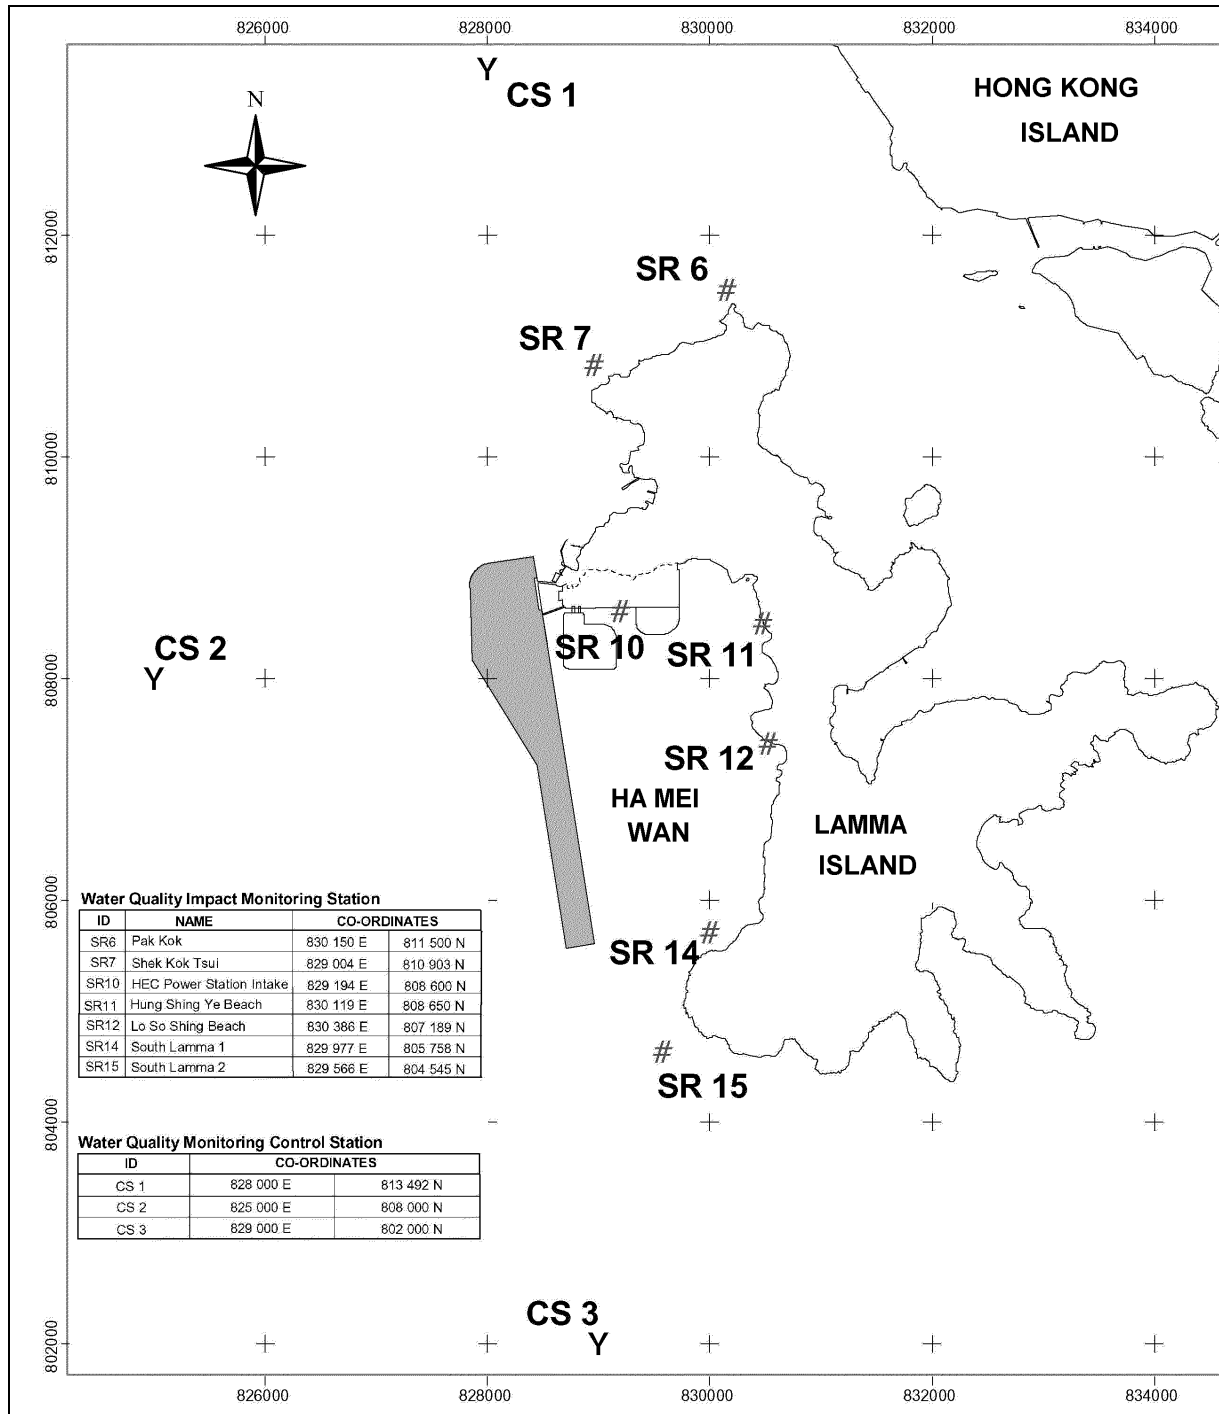 826000 828000 830000 832000 834000
Y
CS 1
HONG KONG
ISLAND
N
812000
SR 6
#
SR 7
#
810000
SR 10
#
SR 11
#
CS 2
Y
808000
SR 12
#
HA MEI
WAN
LAMMA
ISLAND
806000
SR 14
#
Water Quality Impact Monitoring Station
ID NAME CO-ORDINATES
SR6 Pak Kok 830 150 E 811 500 N
SR7 Shek Kok Tsui 829 004 E 810 903 N
SR10 HEC Power Station Intake 829 194 E 808 600 N
SR11 Hung Shing Ye Beach 830 119 E 808 650 N
SR12 Lo So Shing Beach 830 386 E 807 189 N
SR14 South Lamma 1 829 977 E 805 758 N
SR15 South Lamma 2 829 566 E 804 545 N
#
SR 15
804000
Water Quality Monitoring Control Station
ID CO-ORDINATES
CS 1 828 000 E 813 492 N
CS 2 825 000 E 808 000 N
CS 3 829 000 E 802 000 N
CS 3
Y
802000
826000 828000 830000 832000 834000